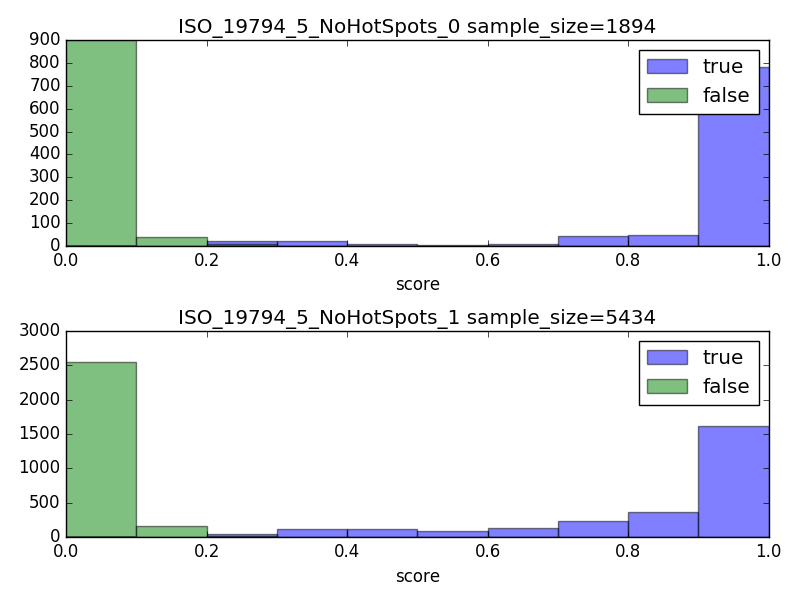 ISO_19794_5_NoHotSpots_0 sample_size=1894
900
800
700
600
500
400
300
200
100
0
true
false
0.0 0.2 0.4 0.6 0.8 1.0
score
ISO_19794_5_NoHotSpots_1 sample_size=5434
3000
2500
2000
1500
1000
500
0
true
false
0.0 0.2 0.4 0.6 0.8 1.0
score